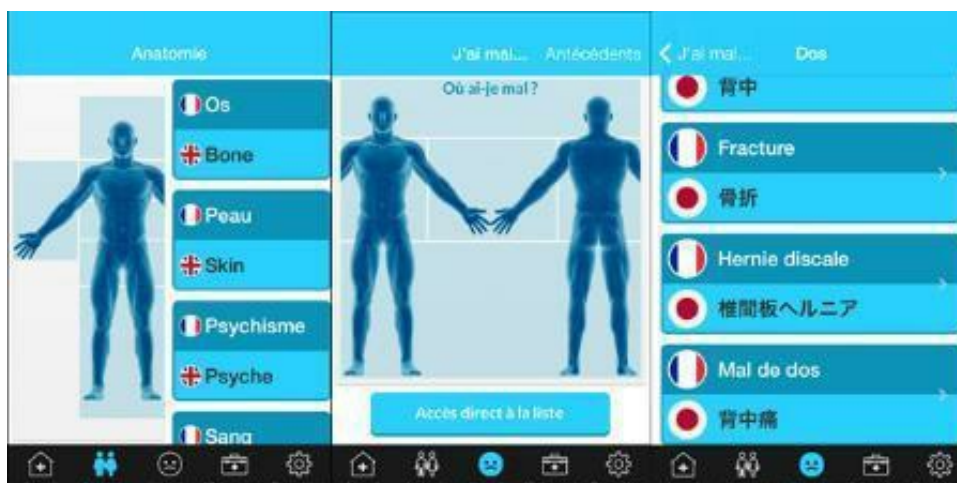 Anatomie
Os
Bone
Peau
Skin
Psychisme
Psyche
Sang
J'ai mal... Antécédents
Où ai-je mal ?
Accès direct à la liste
J'ai mal... Dos
背中
Fracture
骨折
Hernie discale
椎間板ヘルニア
Mal de dos
背中痛